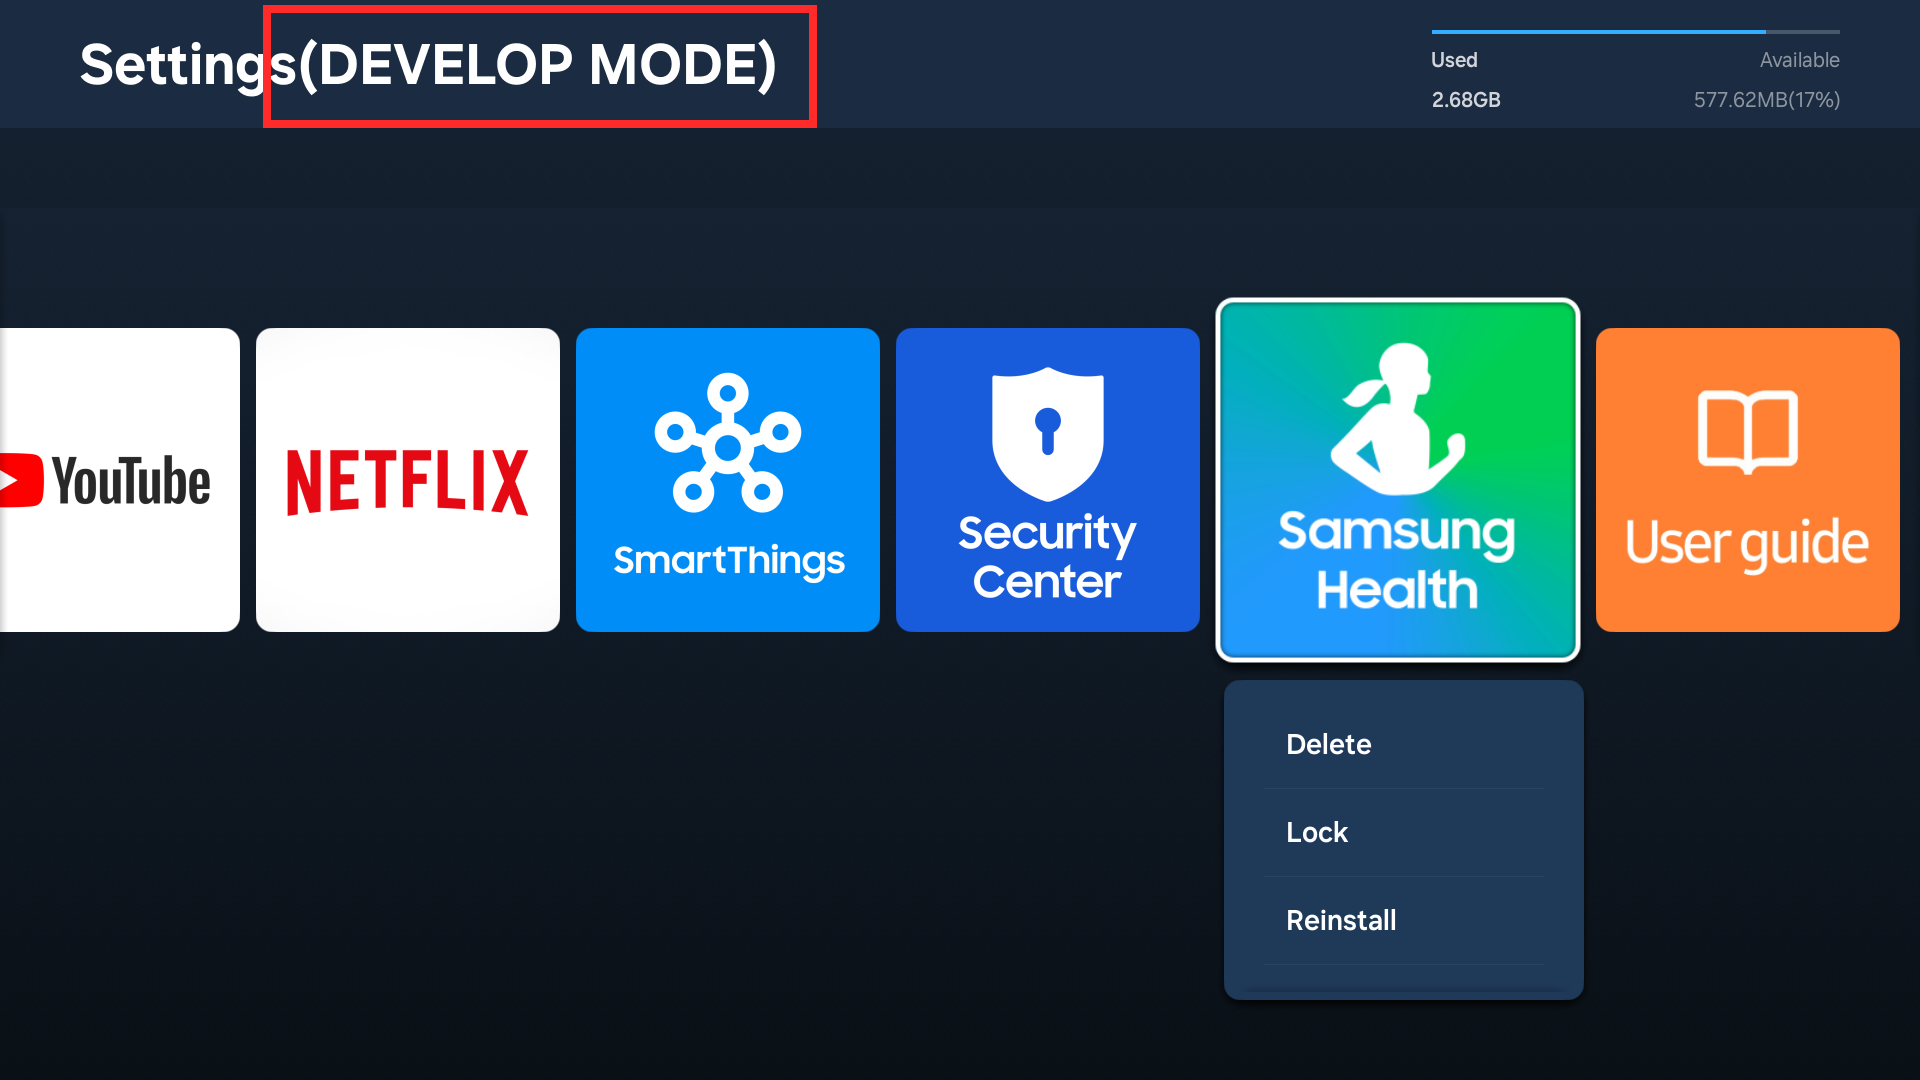 Settings(DEVELOP MODE)
Used Available
2.68GB 577.62MB(17%)
YouTube
NETFLIX
SmartThings
Security
Center
Samsung
Health
User guide
Delete
Lock
Reinstall